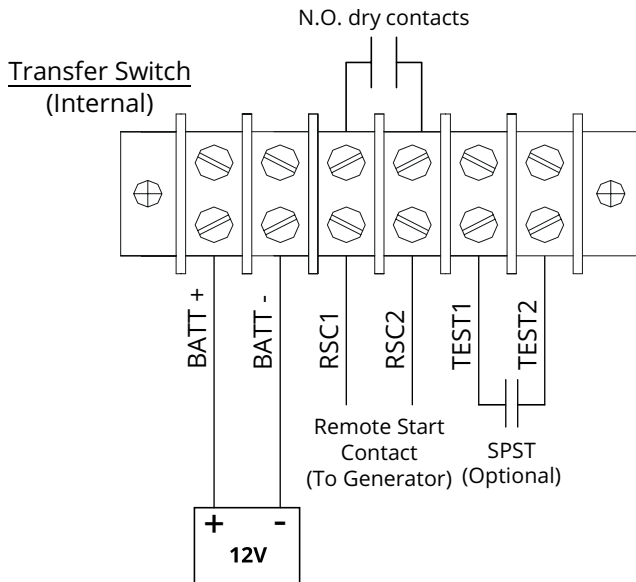 N.O. dry contacts
Transfer Switch
(Internal)
BATT +
BATT -
RSC1
RSC2
TEST1
TEST2
Remote Start
Contact
(To Generator)
SPST
(Optional)
+ -
12V